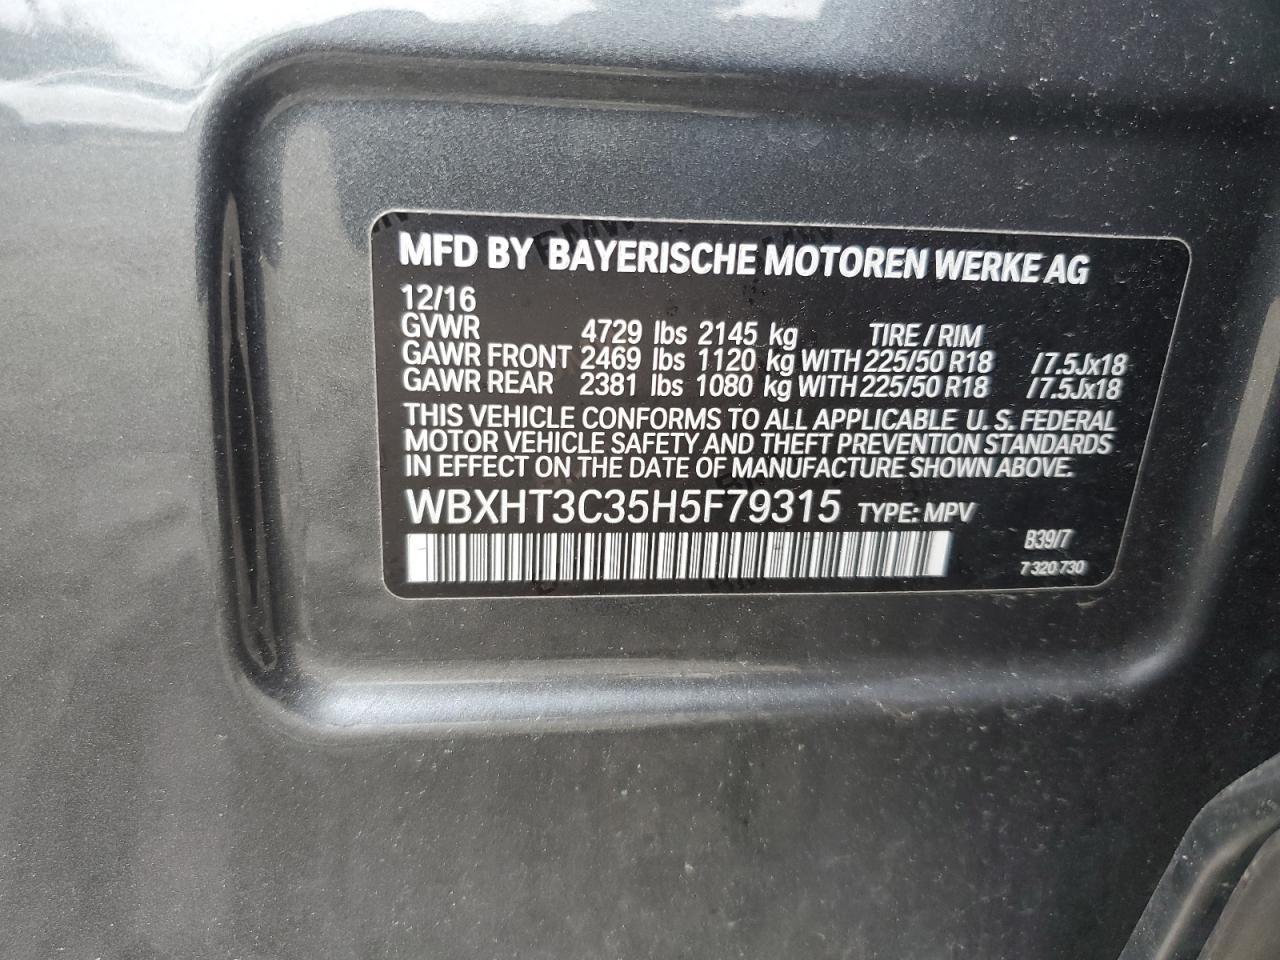 MFD BY BAYERISCHE MOTOREN WERKE AG
12/16
GVWR 4729 lbs 2145 kg TIRE / RIM
GAWR FRONT 2469 lbs 1120 kg WITH 225/50 R18 /7.5Jx18
GAWR REAR 2381 lbs 1080 kg WITH 225/50 R18 /7.5Jx18
THIS VEHICLE CONFORMS TO ALL APPLICABLE U. S. FEDERAL
MOTOR VEHICLE SAFETY AND THEFT PREVENTION STANDARDS
IN EFFECT ON THE DATE OF MANUFACTURE SHOWN ABOVE.
WBXHT3C35H5F79315 TYPE: MPV
B39/7
7 320 730